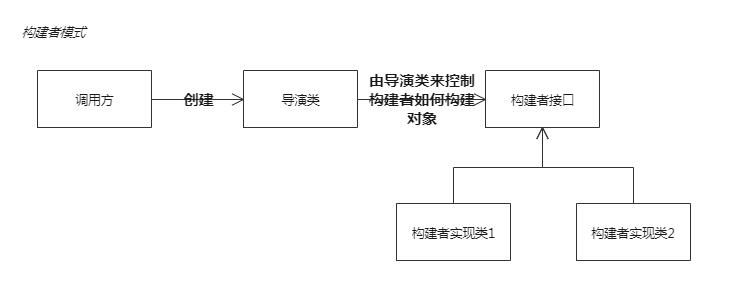 构建者模式
调用方
创建
导演类
由导演类来控制
构建者如何构建
对象
构建者接口
构建者实现类1
构建者实现类2